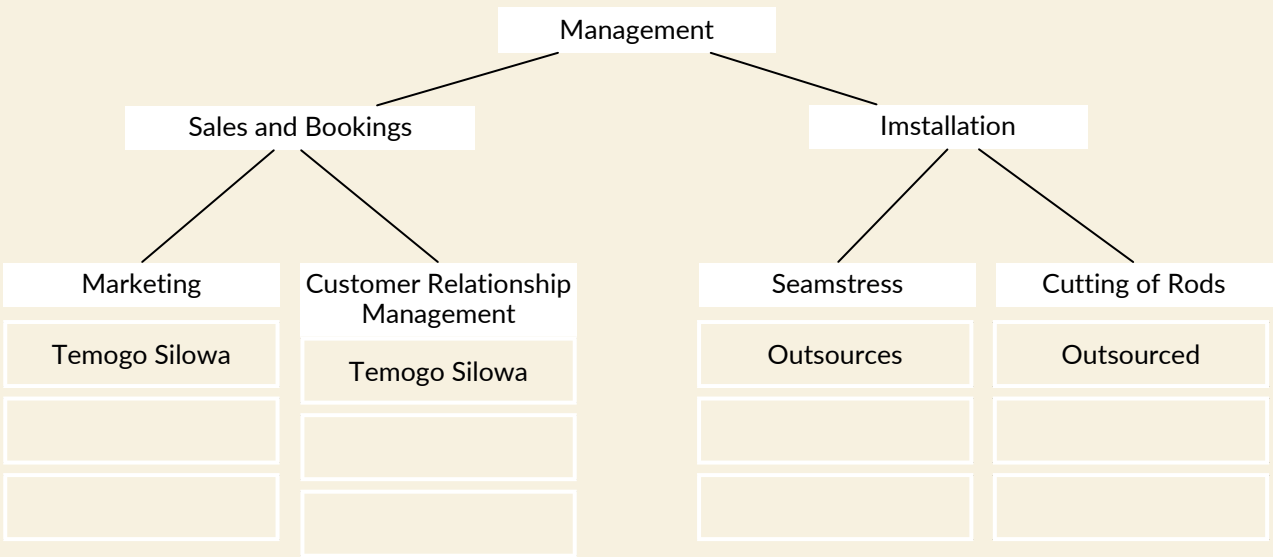 Management
Sales and Bookings
Imstallation
Marketing
Customer Relationship
Management
Seamstress
Cutting of Rods
Temogo Silowa
Temogo Silowa
Outsources
Outsourced